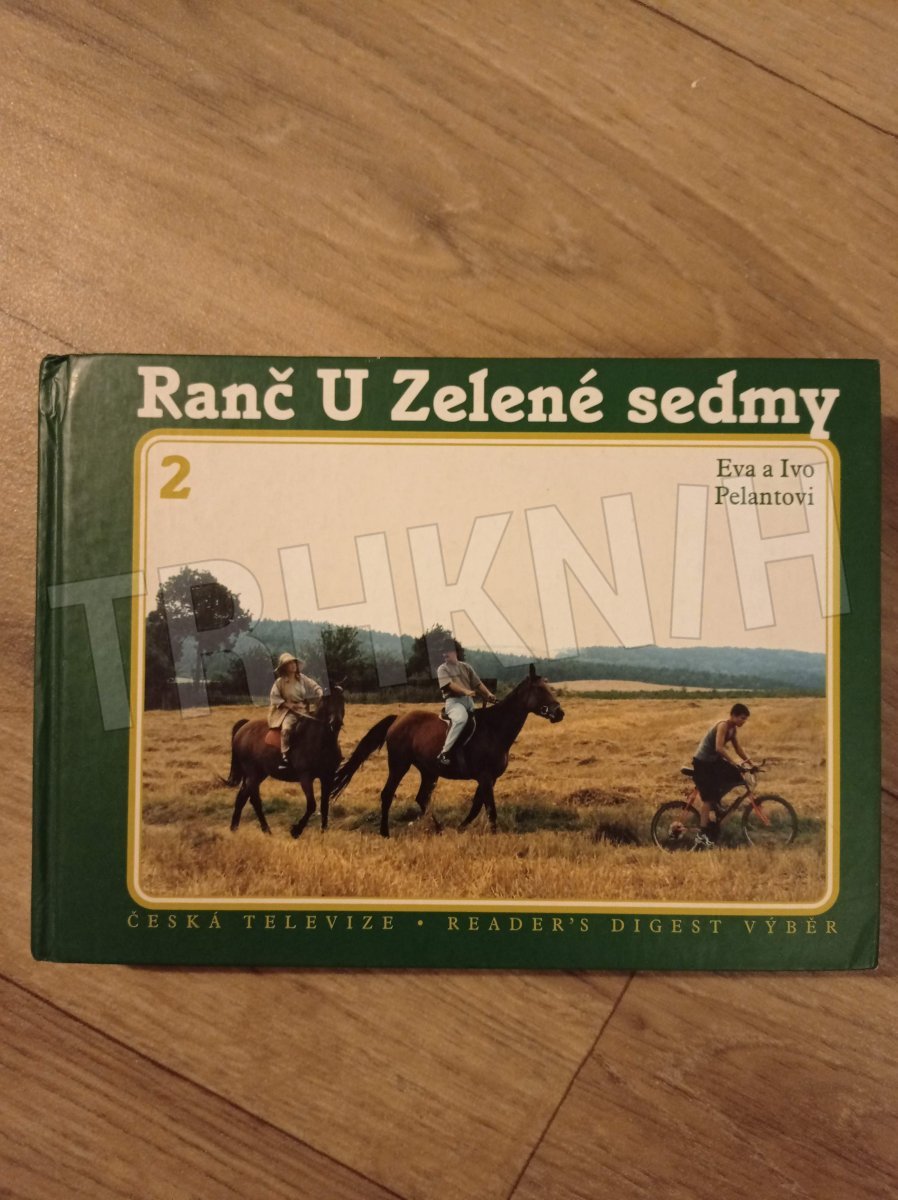 Ranč U Zelené sedmy
2
Eva a Ivo
Pelantovi
TRHKNIH
ČESKÁ TELEVIZE • READER'S DIGEST VÝBĚR